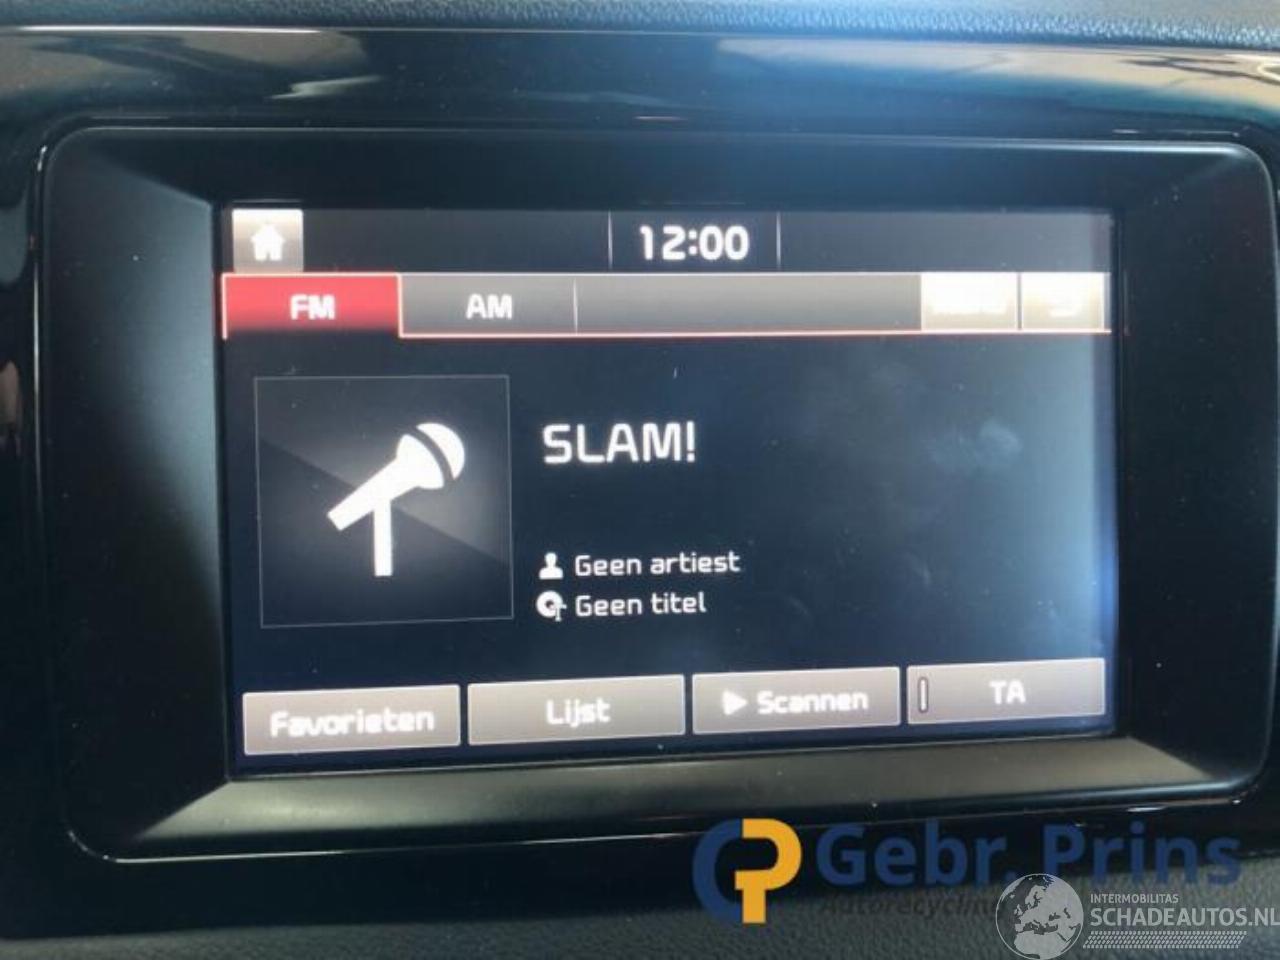 12:00
FM AM
SLAM!
Geen artiest
Geen titel
Favorieten Lijst Scannen TA
Gebr. Prins
INTERMOBILITAS
SCHADEAUTOS.NL